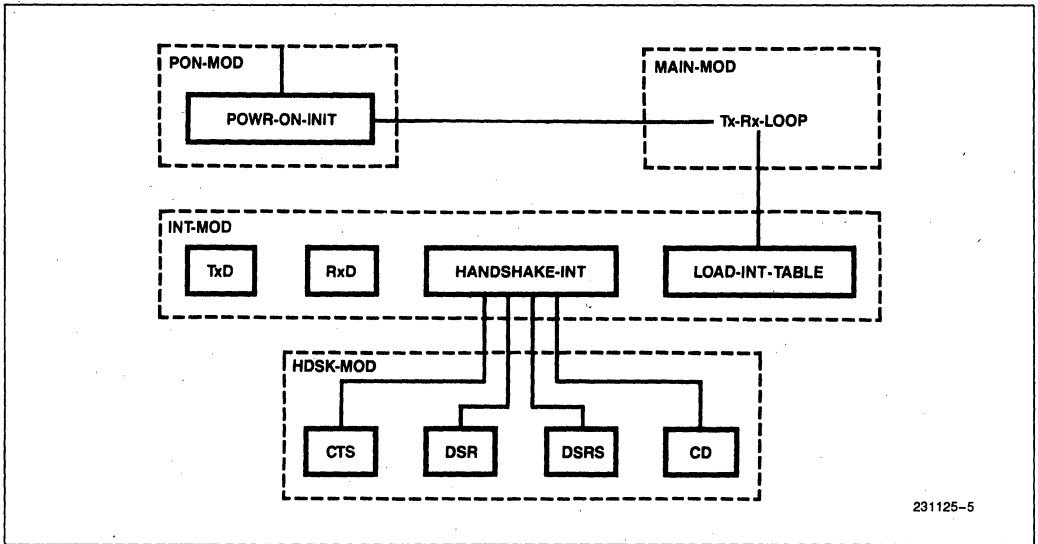 PON-MOD
POWR-ON-INIT
MAIN-MOD
Tx-Rx-LOOP
INT-MOD
TxD
RxD
HANDSHAKE-INT
LOAD-INT-TABLE
HDSK-MOD
CTS
DSR
DSRS
CD
231125-5